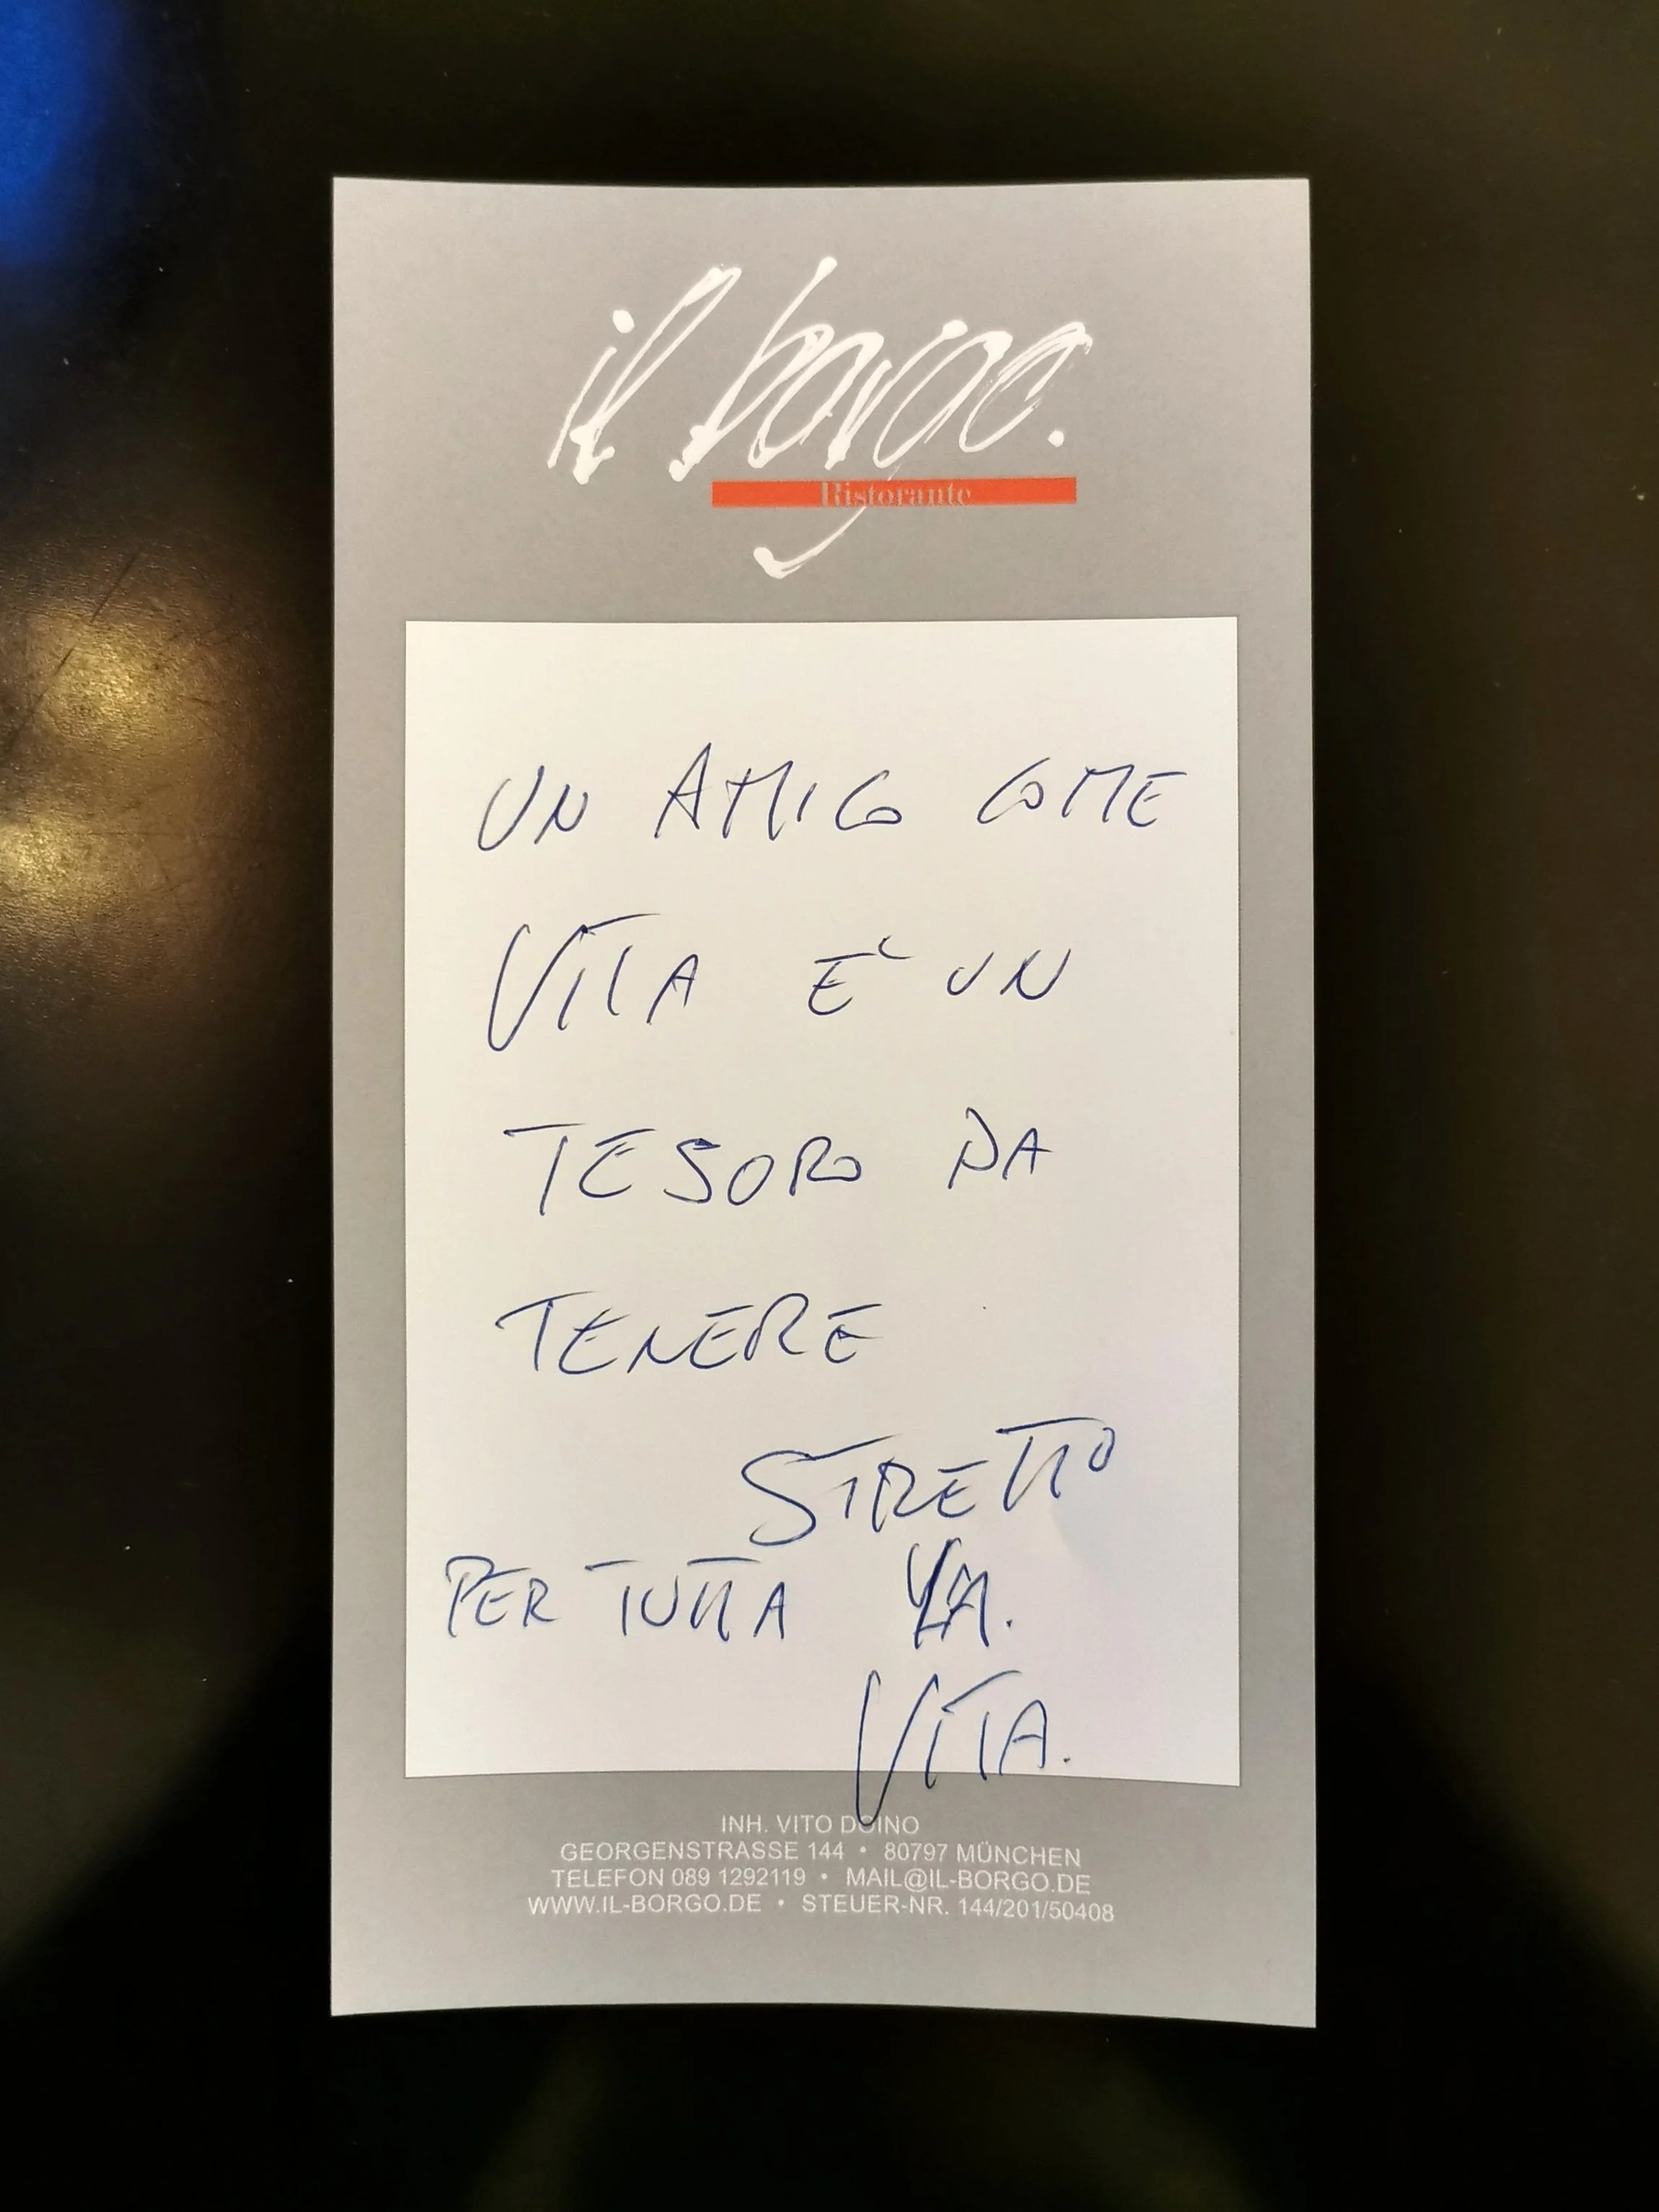 il borgo.
Ristorante
UN AMICO COME
VITA E' UN
TESORO DA
TENERE
STRETTO
PER TUTTA LA.
VITA.
INH. VITO DOINO
GEORGENSTRASSE 144 • 80797 MÜNCHEN
TELEFON 089 1292119 • MAIL@IL-BORGO.DE
WWW.IL-BORGO.DE • STEUER-NR. 144/201/50408